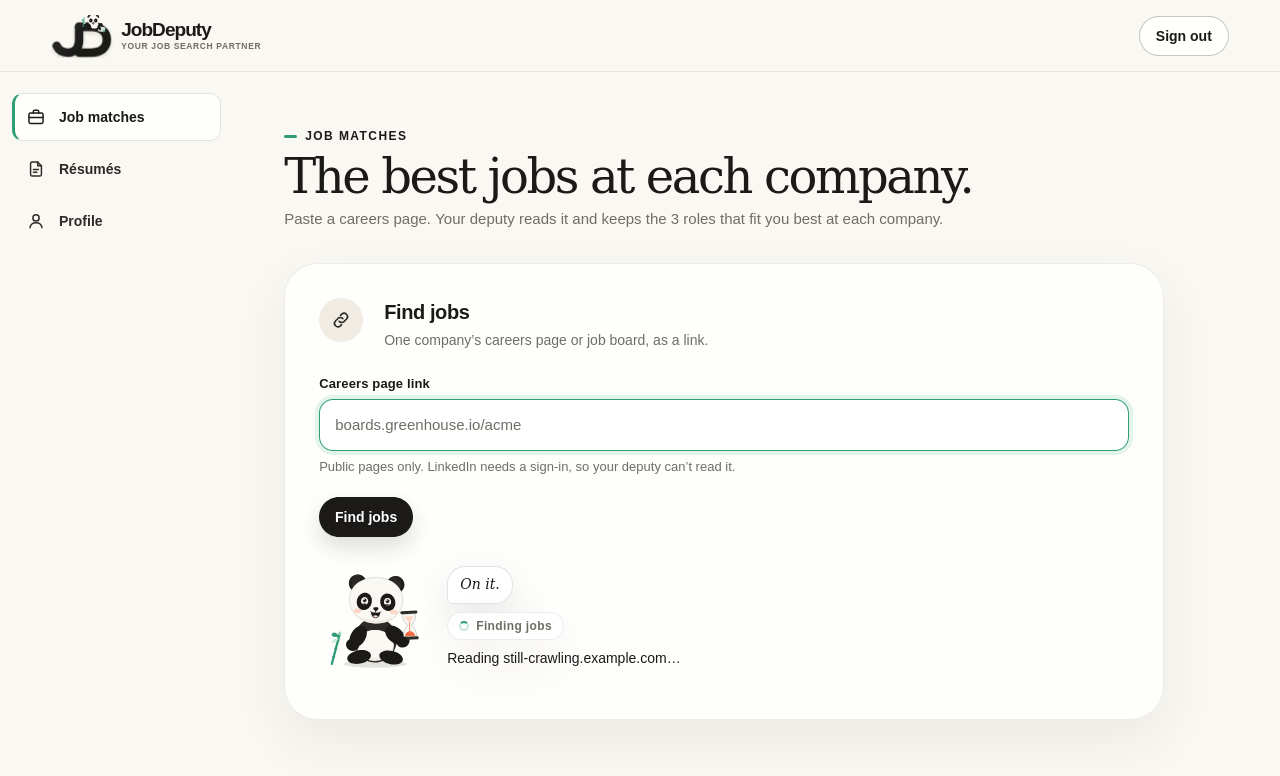 JobDeputy
YOUR JOB SEARCH PARTNER
Sign out
Job matches
Résumés
Profile
JOB MATCHES
The best jobs at each company.
Paste a careers page. Your deputy reads it and keeps the 3 roles that fit you best at each company.
Find jobs
One company’s careers page or job board, as a link.
Careers page link
boards.greenhouse.io/acme
Public pages only. LinkedIn needs a sign-in, so your deputy can’t read it.
Find jobs
On it.
Finding jobs
Reading still-crawling.example.com…